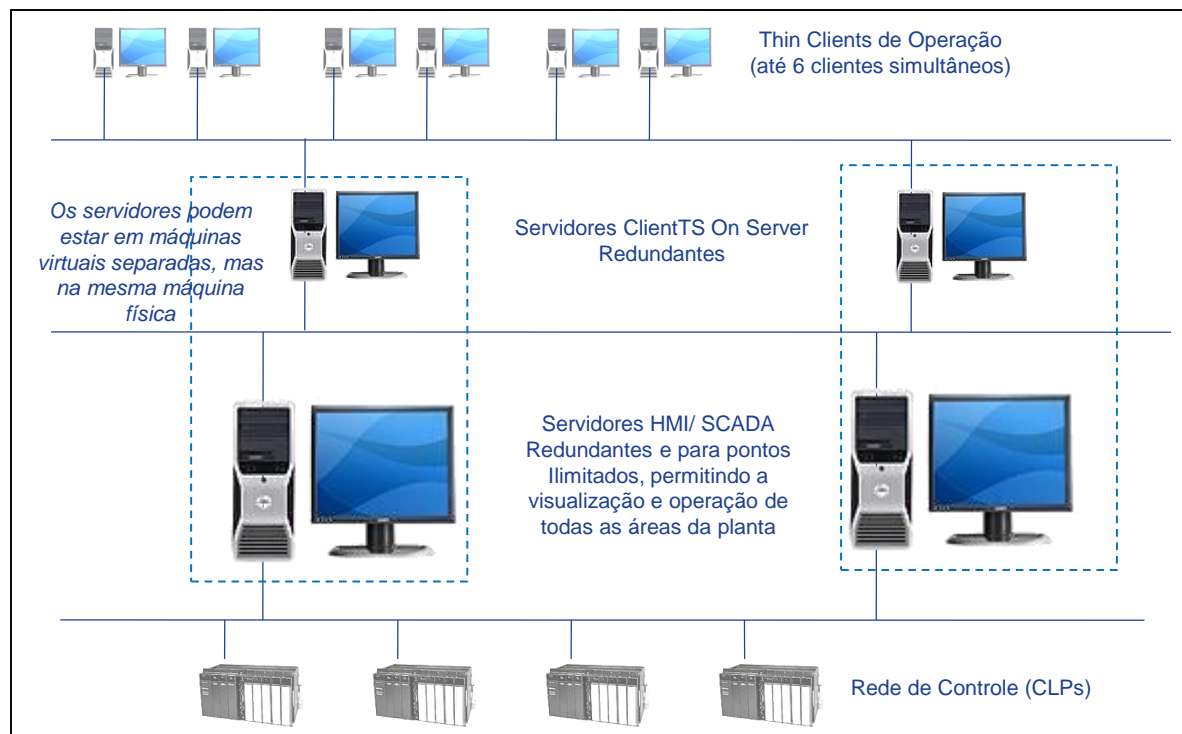 Thin Clients de Operação
(até 6 clientes simultâneos)
Os servidores podem
estar em máquinas
virtuais separadas, mas
na mesma máquina
física
Servidores ClientTS On Server
Redundantes
Servidores HMI/ SCADA
Redundantes e para pontos
Ilimitados, permitindo a
visualização e operação de
todas as áreas da planta
Rede de Controle (CLPs)